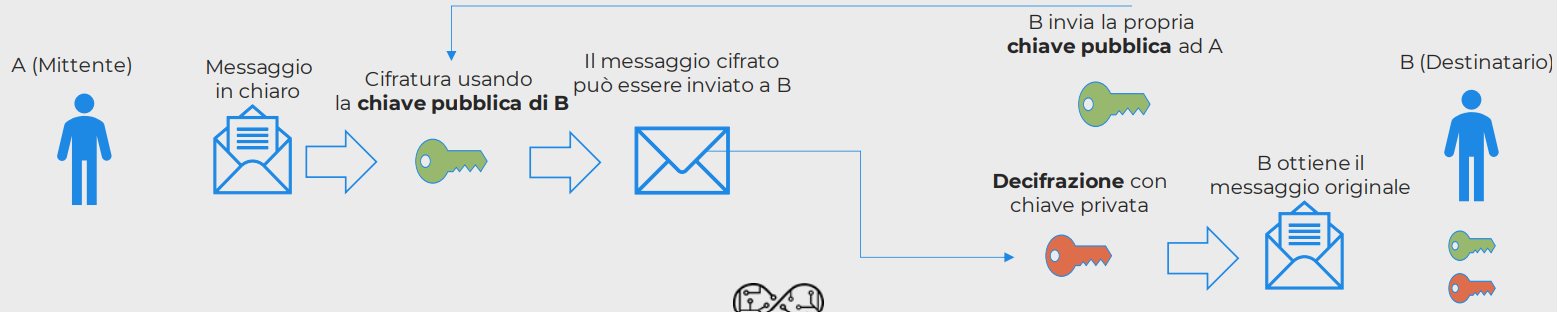 A (Mittente)
Messaggio
in chiaro
Cifratura usando
la chiave pubblica di B
Il messaggio cifrato
può essere inviato a B
B invia la propria
chiave pubblica ad A
B (Destinatario)
Decifrazione con
chiave privata
B ottiene il
messaggio originale